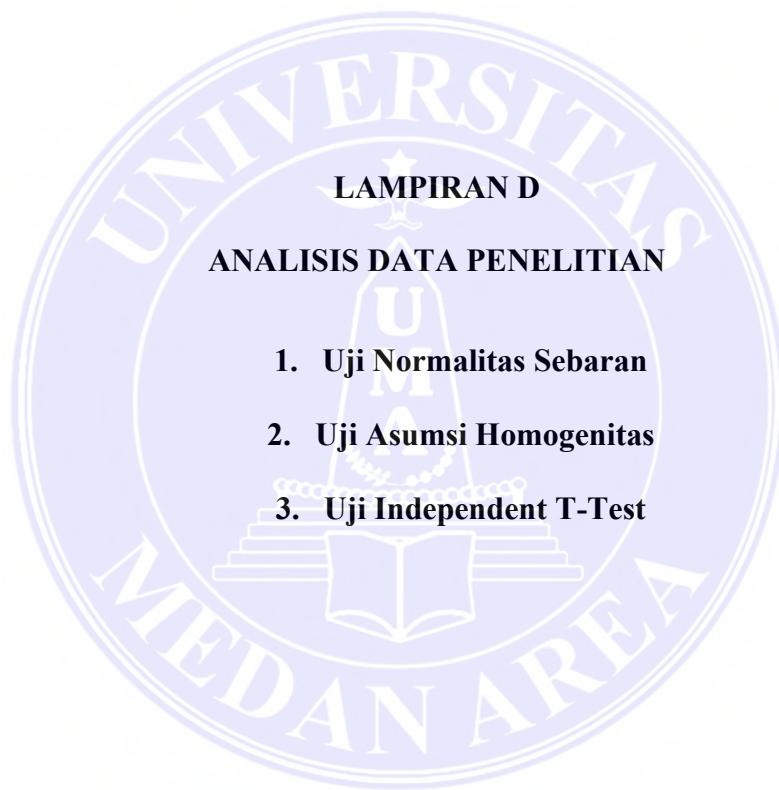 UNIVERSITAS
LAMPIRAN D
ANALISIS DATA PENELITIAN
U
M
A
1. Uji Normalitas Sebaran
2. Uji Asumsi Homogenitas
3. Uji Independent T-Test
MEDAN AREA